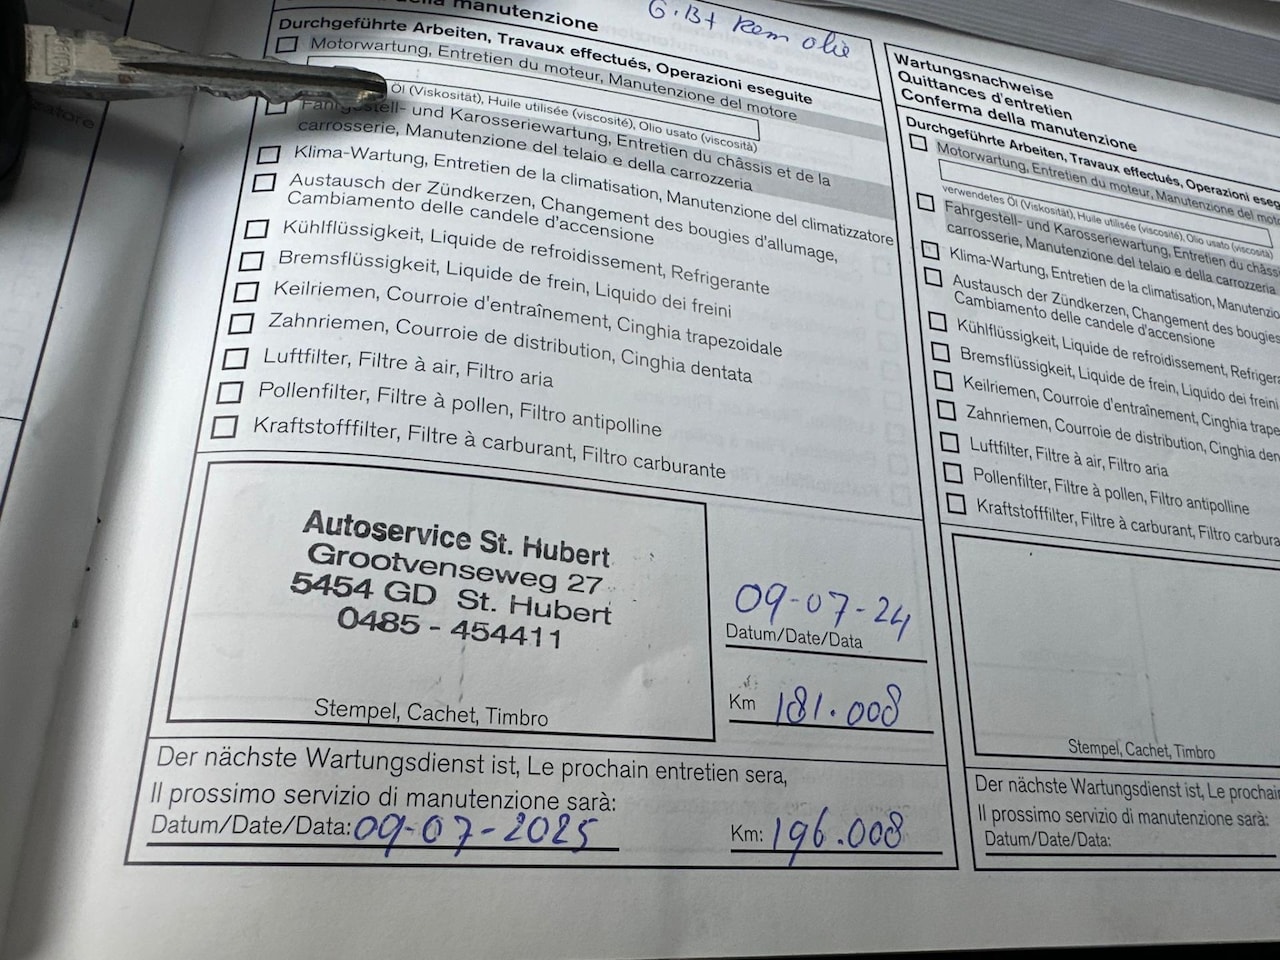 della manutenzione
G.Bt Rem olie
Durchgeführte Arbeiten, Travaux effectués, Operazioni eseguite
Motorwartung, Entretien du moteur, Manutenzione del motore
Öl (Viskosität), Huile utilisée (viscosité), Olio usato (viscosità)
Fahrgestell- und Karosseriewartung, Entretien du châssis et de la
carrosserie, Manutenzione del telaio e della carrozzeria
Klima-Wartung, Entretien de la climatisation, Manutenzione del climatizzatore
Austausch der Zündkerzen, Changement des bougies d'allumage,
Cambiamento delle candele d'accensione
Kühlflüssigkeit, Liquide de refroidissement, Refrigerante
Bremsflüssigkeit, Liquide de frein, Liquido dei freini
Keilriemen, Courroie d'entraînement, Cinghia trapezoidale
Zahnriemen, Courroie de distribution, Cinghia dentata
Luftfilter, Filtre à air, Filtro aria
Pollenfilter, Filtre à pollen, Filtro antipolline
Kraftstofffilter, Filtre à carburant, Filtro carburante
Autoservice St. Hubert
Grootvenseweg 27
5454 GD St. Hubert
0485 - 454411
Stempel, Cachet, Timbro
09-07-24
Datum/Date/Data
Km 181.008
Der nächste Wartungsdienst ist, Le prochain entretien sera,
Il prossimo servizio di manutenzione sarà:
Datum/Date/Data: 09-07-2025 Km: 196.008
Wartungsnachweise
Quittances d'entretien
Conferma della manutenzione
Durchgeführte Arbeiten, Travaux effectués, Operazioni eseg
Motorwartung, Entretien du moteur, Manutenzione del mot
verwendetes Öl (Viskosität), Huile utilisée (viscosité), Olio usato (viscosità)
Fahrgestell- und Karosseriewartung, Entretien du châss
carrosserie, Manutenzione del telaio e della carrozzeria
Klima-Wartung, Entretien de la climatisation, Manutenzio
Austausch der Zündkerzen, Changement des bougies
Cambiamento delle candele d'accensione
Kühlflüssigkeit, Liquide de refroidissement, Refrigera
Bremsflüssigkeit, Liquide de frein, Liquido dei freini
Keilriemen, Courroie d'entraînement, Cinghia trape
Zahnriemen, Courroie de distribution, Cinghia den
Luftfilter, Filtre à air, Filtro aria
Pollenfilter, Filtre à pollen, Filtro antipolline
Kraftstofffilter, Filtre à carburant, Filtro carbura
Stempel, Cachet, Timbro
Der nächste Wartungsdienst ist, Le prochain
Il prossimo servizio di manutenzione sarà:
Datum/Date/Data: